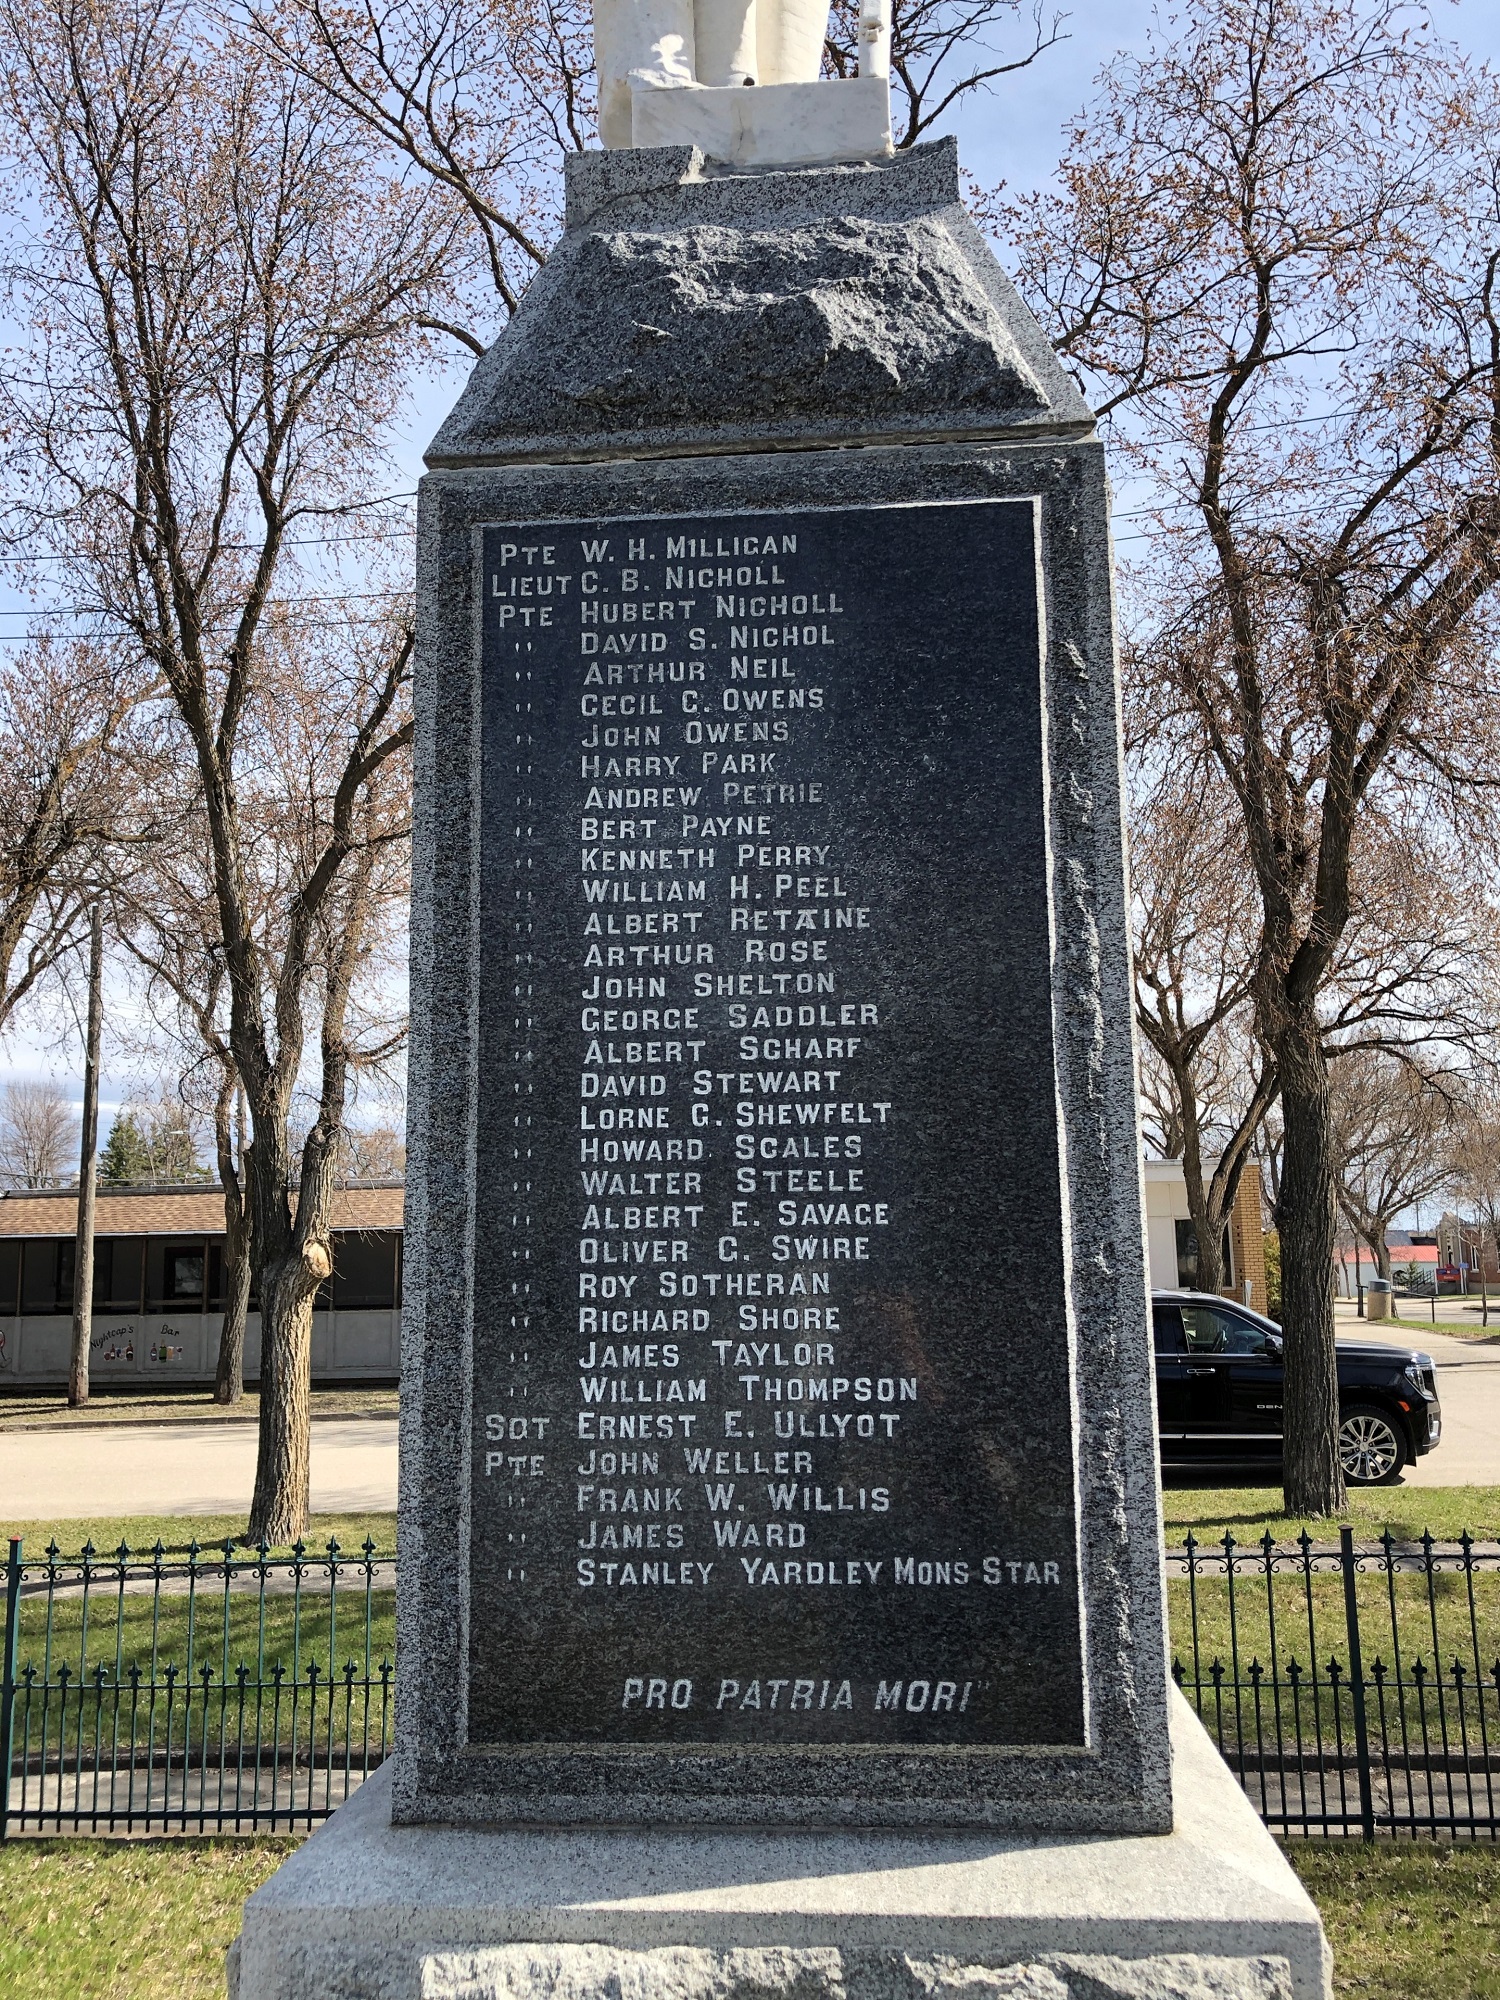 PTE W. H. MILLIGAN
LIEUT C. B. NICHOLL
PTE HUBERT NICHOLL
" DAVID S. NICHOL
" ARTHUR NEIL
" CECIL C. OWENS
" JOHN OWENS
" HARRY PARK
" ANDREW PETRIE
" BERT PAYNE
" KENNETH PERRY
" WILLIAM H. PEEL
" ALBERT RETAINE
" ARTHUR ROSE
" JOHN SHELTON
" GEORGE SADDLER
" ALBERT SCHARF
" DAVID STEWART
" LORNE G. SHEWFELT
" HOWARD SCALES
" WALTER STEELE
" ALBERT E. SAVAGE
" OLIVER G. SWIRE
" ROY SOTHERAN
" RICHARD SHORE
" JAMES TAYLOR
" WILLIAM THOMPSON
SGT ERNEST E. ULLYOT
PTE JOHN WELLER
" FRANK W. WILLIS
" JAMES WARD
" STANLEY YARDLEY MONS STAR
PRO PATRIA MORI"
Nightcap's Bar